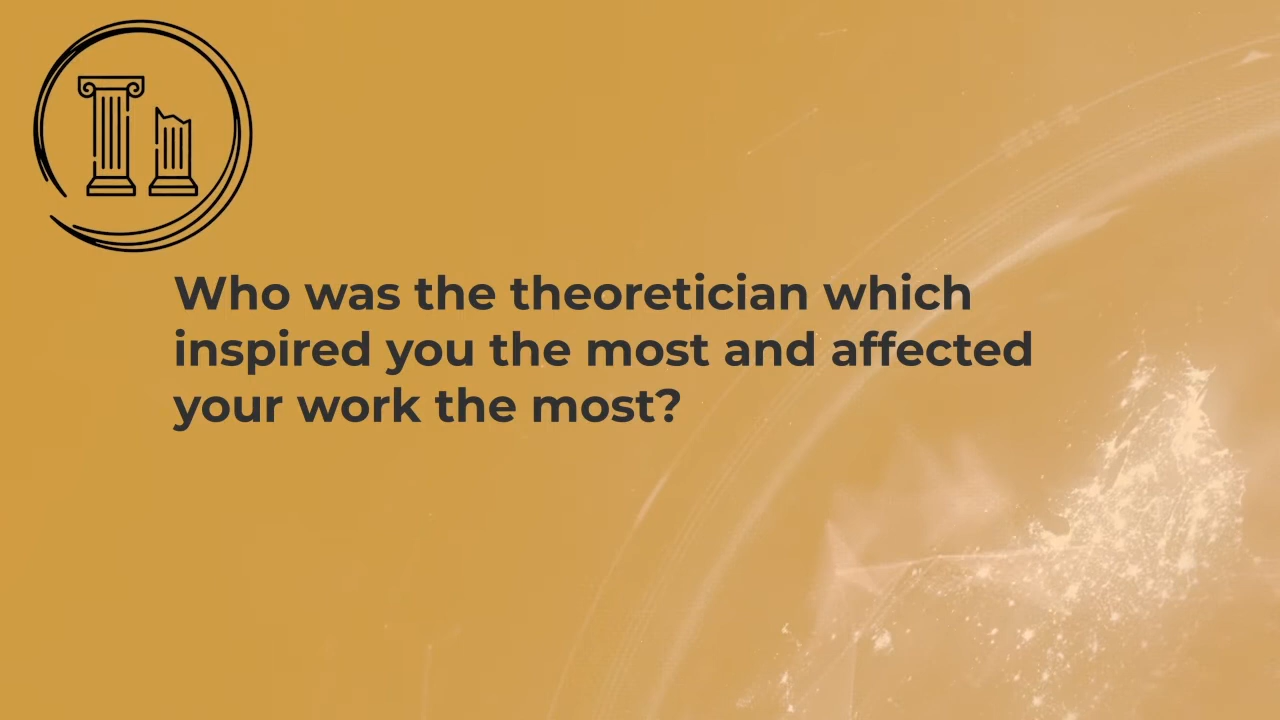 Who was the theoretician which
inspired you the most and affected
your work the most?